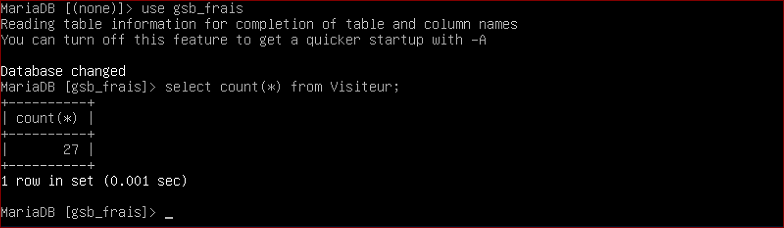 MariaDB [(none)]> use gsb_frais
Reading table information for completion of table and column names
You can turn off this feature to get a quicker startup with -A

Database changed
MariaDB [gsb_frais]> select count(*) from Visiteur;
+----------+
| count(*) |
+----------+
|       27 |
+----------+
1 row in set (0.001 sec)

MariaDB [gsb_frais]> _